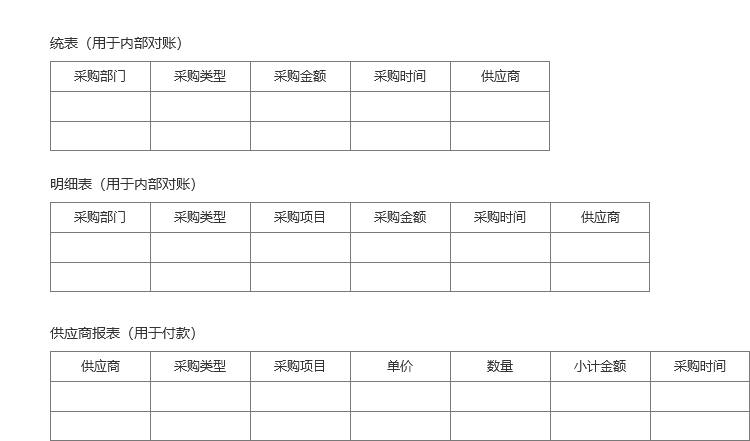 统表（用于内部对账）
采购部门 采购类型 采购金额 采购时间 供应商
明细表（用于内部对账）
采购部门 采购类型 采购项目 采购金额 采购时间 供应商
供应商报表（用于付款）
供应商 采购类型 采购项目 单价 数量 小计金额 采购时间